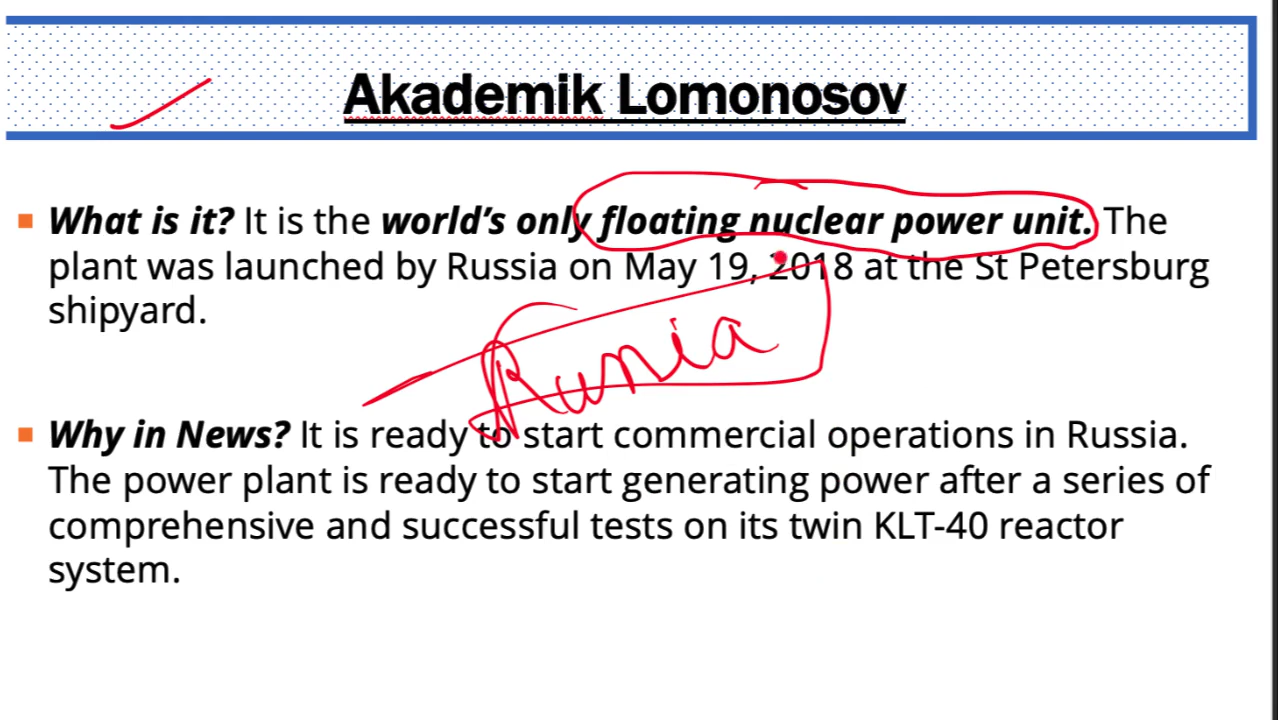 Akademik Lomonosov
▪ What is it? It is the world's only floating nuclear power unit. The
plant was launched by Russia on May 19, 2018 at the St Petersburg
shipyard.
Russia
▪ Why in News? It is ready to start commercial operations in Russia.
The power plant is ready to start generating power after a series of
comprehensive and successful tests on its twin KLT-40 reactor
system.